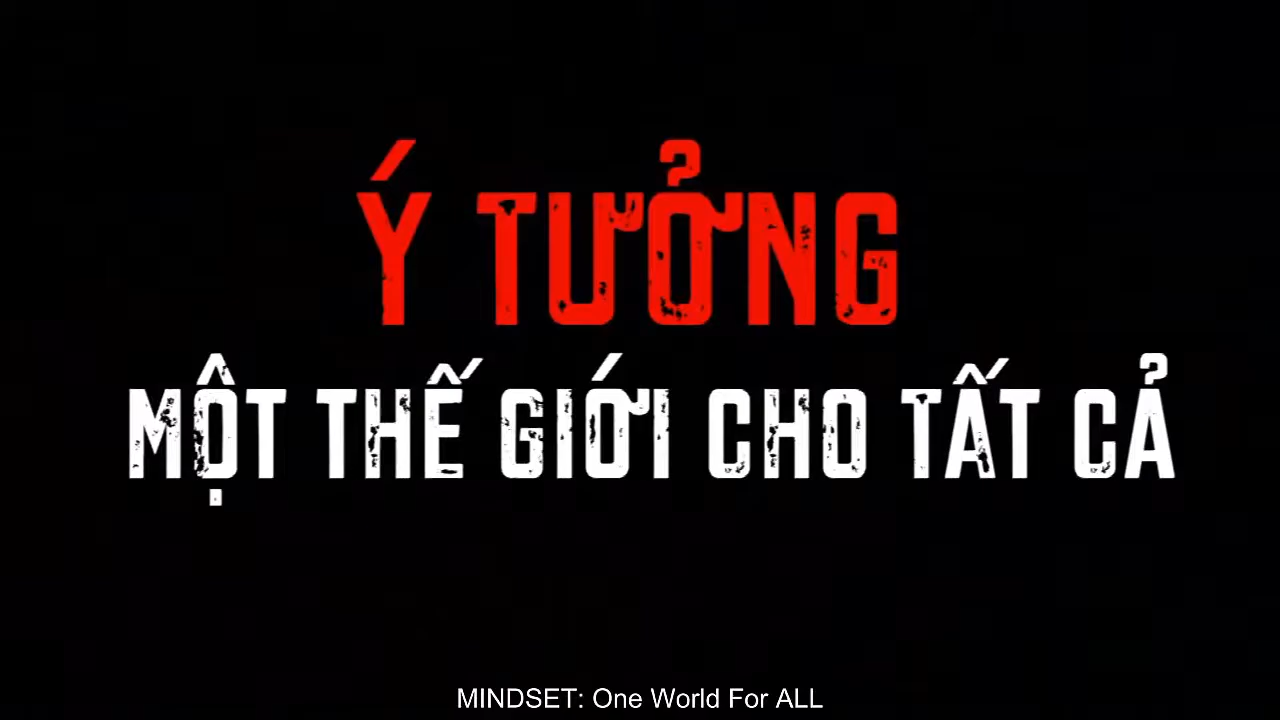 Ý TƯỞNG
MỘT THẾ GIỚI CHO TẤT CẢ
MINDSET: One World For ALL